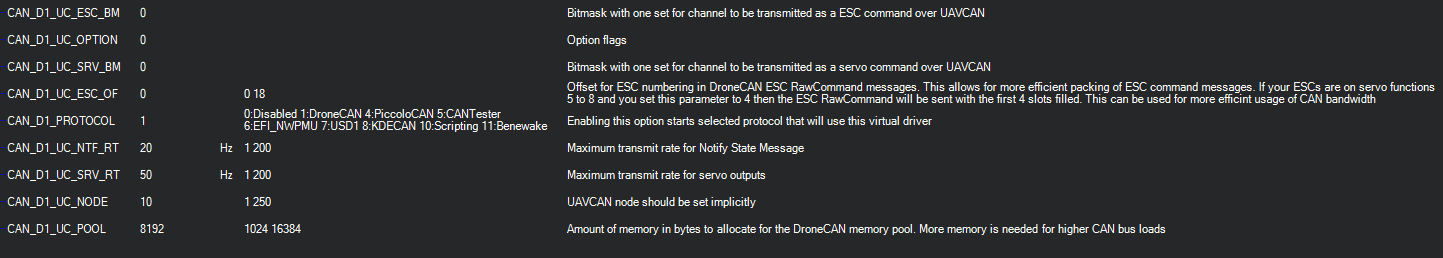 CAN_D1_UC_ESC_BM 0 Bitmask with one set for channel to be transmitted as a ESC command over UAVCAN
CAN_D1_UC_OPTION 0 Option flags
CAN_D1_UC_SRV_BM 0 Bitmask with one set for channel to be transmitted as a servo command over UAVCAN
CAN_D1_UC_ESC_OF 0 0 18 Offset for ESC numbering in DroneCAN ESC RawCommand messages. This allows for more efficient packing of ESC command messages. If your ESCs are on servo functions
5 to 8 and you set this parameter to 4 then the ESC RawCommand will be sent with the first 4 slots filled. This can be used for more efficint usage of CAN bandwidth
CAN_D1_PROTOCOL 1 0:Disabled 1:DroneCAN 4:PiccoloCAN 5:CANTester
6:EFI_NWPMU 7:USD1 8:KDECAN 10:Scripting 11:Benewake Enabling this option starts selected protocol that will use this virtual driver
CAN_D1_UC_NTF_RT 20 Hz 1 200 Maximum transmit rate for Notify State Message
CAN_D1_UC_SRV_RT 50 Hz 1 200 Maximum transmit rate for servo outputs
CAN_D1_UC_NODE 10 1 250 UAVCAN node should be set implicitly
CAN_D1_UC_POOL 8192 1024 16384 Amount of memory in bytes to allocate for the DroneCAN memory pool. More memory is needed for higher CAN bus loads